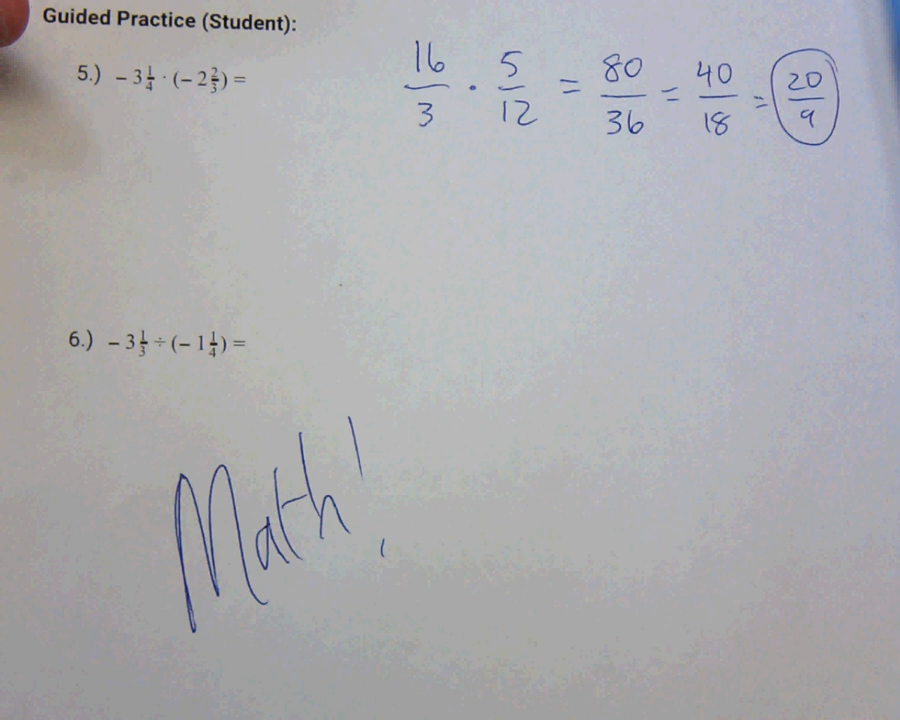 Guided Practice (Student):
5.) - 3 1/4 · (- 2 2/3) =
16/3 · 5/12 = 80/36 = 40/18 = 20/9
6.) - 3 1/3 ÷ (- 1 1/4) =
Math!